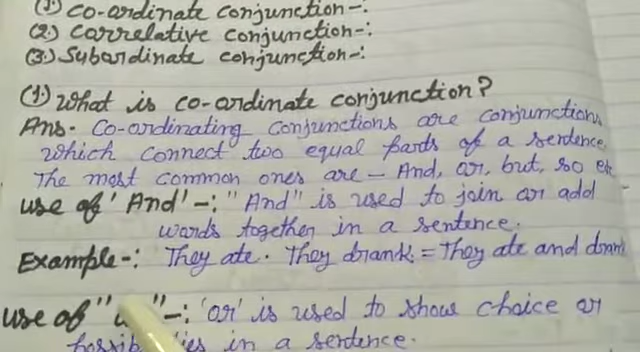 (1.) Co-ordinate conjunction-:
(2.) Carrelative conjunction-:
(3.) Subordinate conjunction-:
(1.) What is co-ordinate conjunction?
Ans. Co-ordinating conjunctions are conjunctions
which connect two equal parts of a sentence.
The most common ones are - And, or, but, so etc
use of 'And' -: "And" is used to join or add
words together in a sentence.
Example-: They ate. They drank. = They ate and drank
use of " " -: 'or' is used to show choice or
in a sentence.